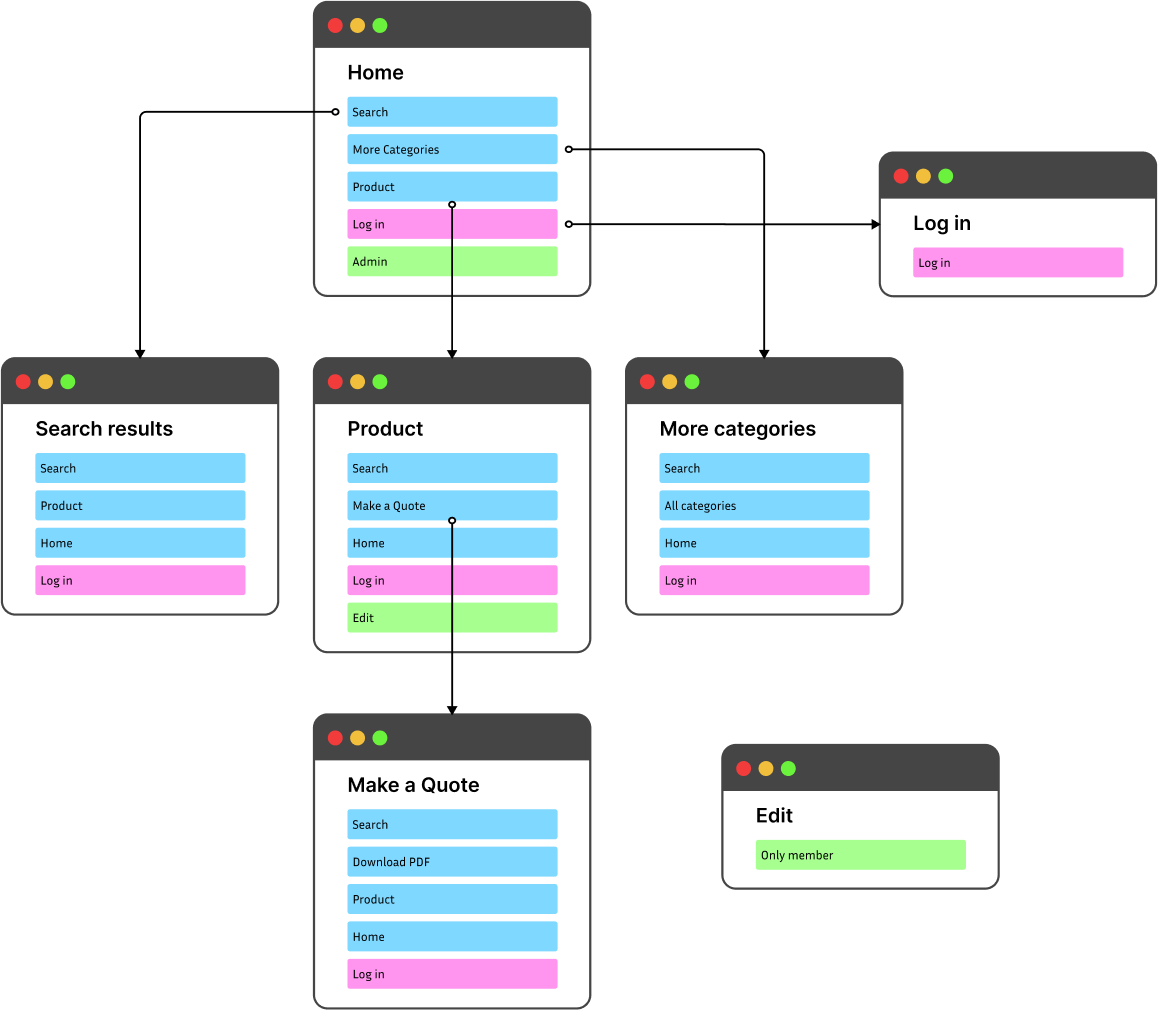 Home
Search
More Categories
Product
Log in
Admin
Log in
Log in
Search results
Search
Product
Home
Log in
Product
Search
Make a Quote
Home
Log in
Edit
More categories
Search
All categories
Home
Log in
Make a Quote
Search
Download PDF
Product
Home
Log in
Edit
Only member